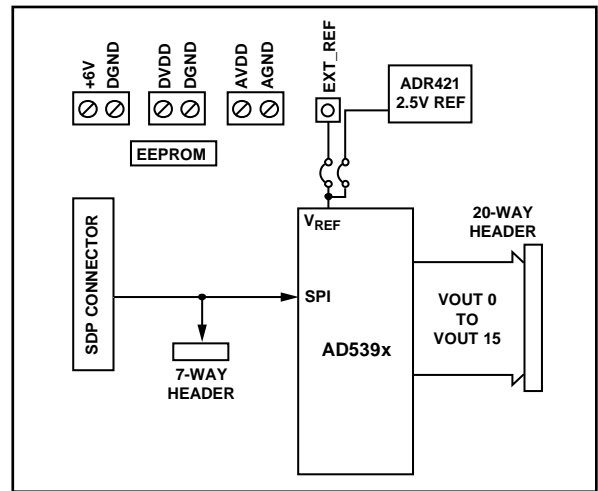 +6V
DGND
DVDD
DGND
AVDD
AGND
EXT_REF
ADR421
2.5V REF
EEPROM
SDP CONNECTOR
7-WAY
HEADER
VREF
SPI
AD539x
20-WAY
HEADER
VOUT 0
TO
VOUT 15